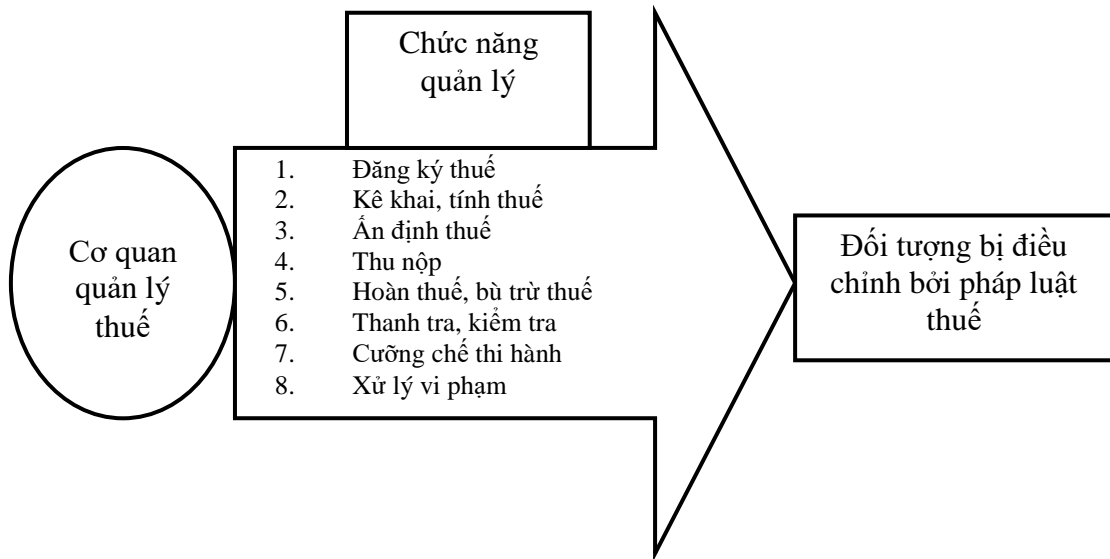 Chức năng
quản lý
1. Đăng ký thuế
2. Kê khai, tính thuế
3. Ấn định thuế
4. Thu nộp
5. Hoàn thuế, bù trừ thuế
6. Thanh tra, kiểm tra
7. Cưỡng chế thi hành
8. Xử lý vi phạm
Cơ quan
quản lý
thuế
Đối tượng bị điều
chỉnh bởi pháp luật
thuế